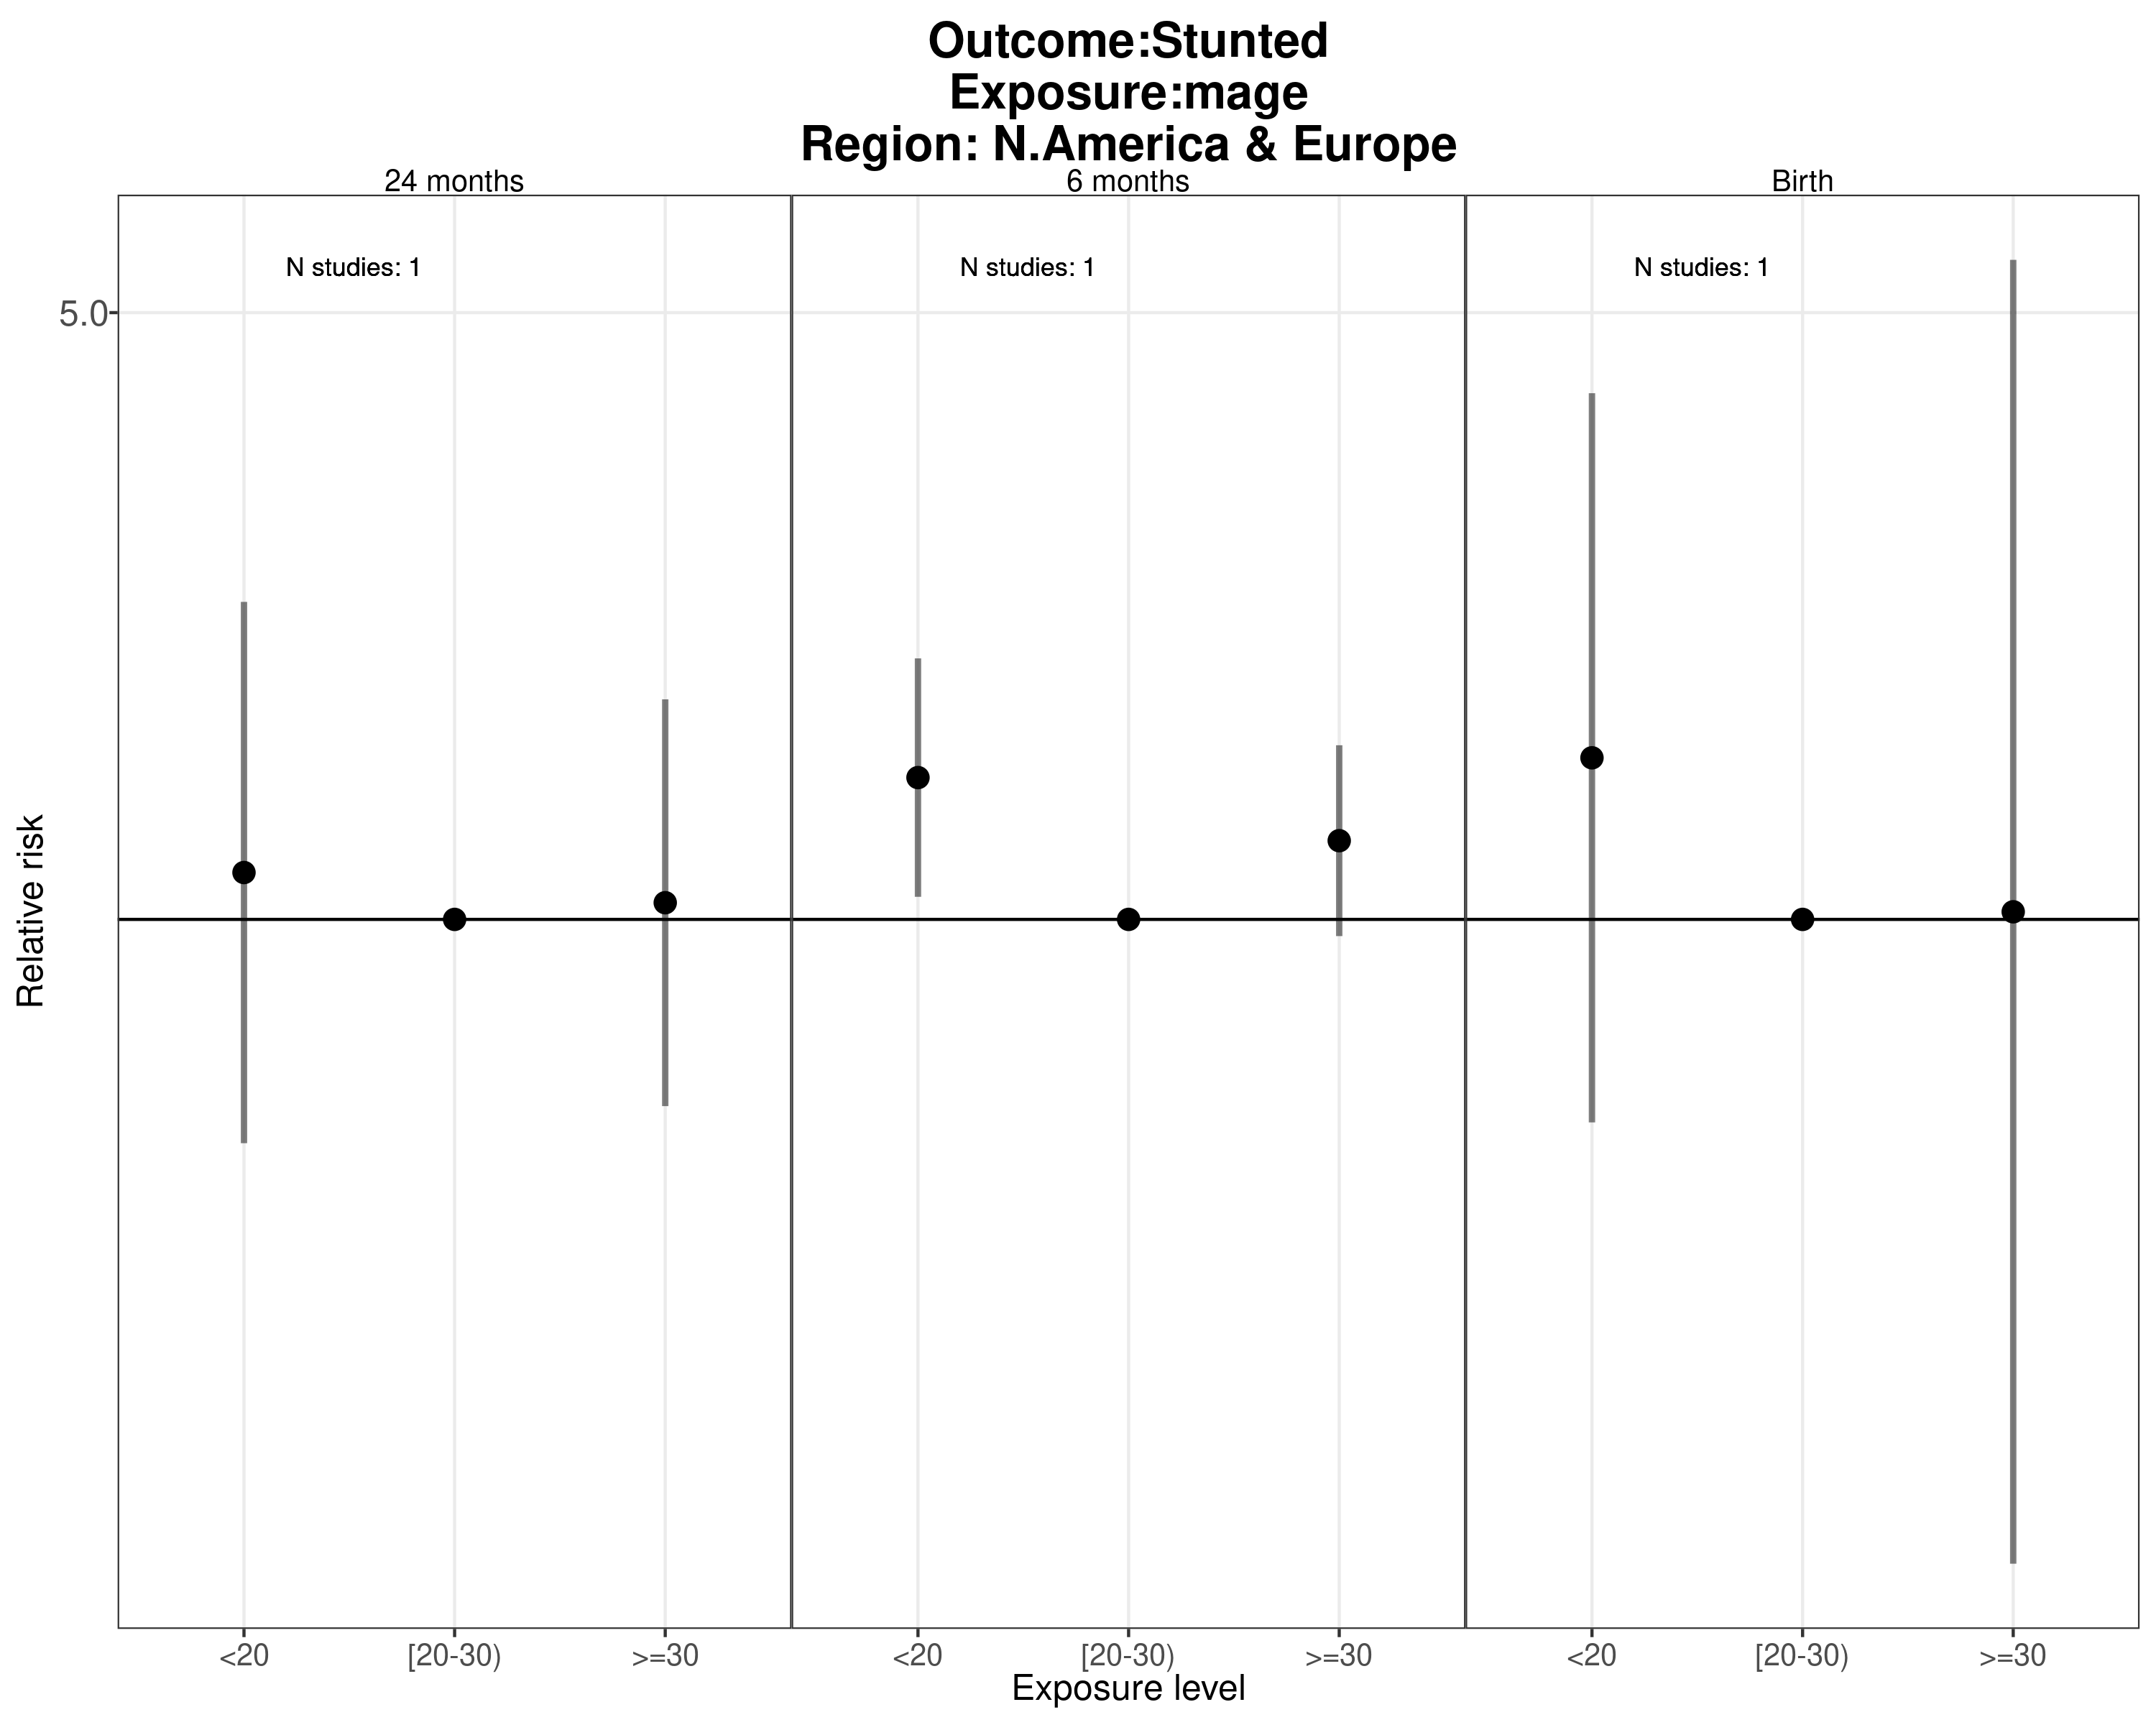 Outcome:Stunted
Exposure:mage
Region: N.America & Europe
24 months 6 months Birth
N studies: 1 N studies: 1 N studies: 1
5.0
Relative risk
<20 [20-30) >=30 <20 [20-30) >=30 <20 [20-30) >=30
Exposure level